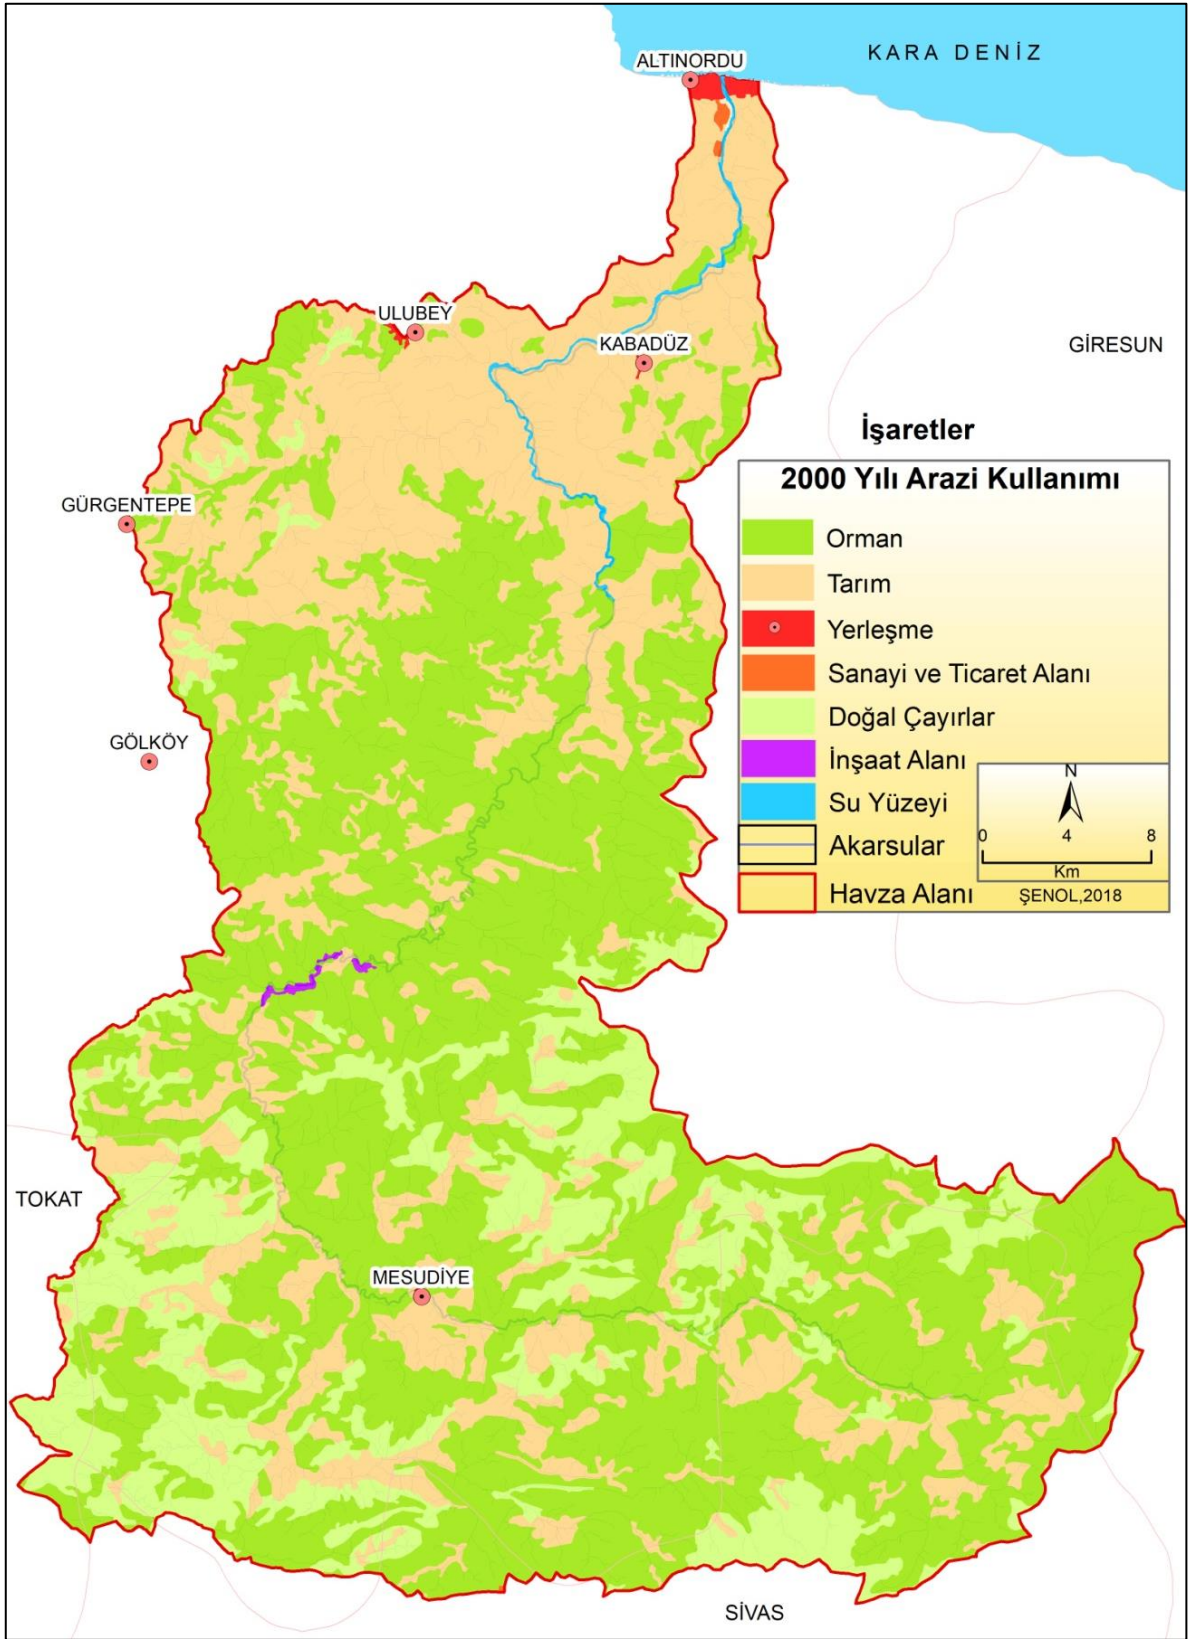 KARA DENİZ
ALTINORDU
ULUBEY
KABADÜZ
GİRESUN
GÜRGENTEPE
GÖLKÖY
TOKAT
MESUDİYE
SİVAS
İşaretler
2000 Yılı Arazi Kullanımı
Orman
Tarım
Yerleşme
Sanayi ve Ticaret Alanı
Doğal Çayırlar
İnşaat Alanı
Su Yüzeyi
Akarsular
Havza Alanı
N
0 4 8
Km
ŞENOL,2018